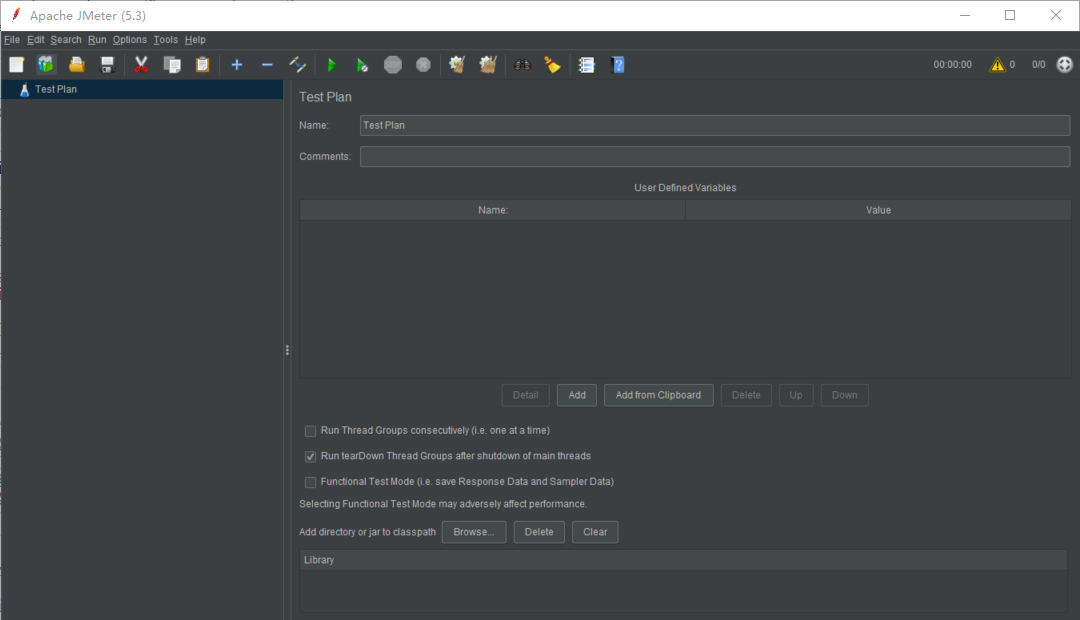 Apache JMeter (5.3)
File Edit Search Run Options Tools Help
00:00:00 0 0/0
Test Plan
Test Plan
Name: Test Plan
Comments:
User Defined Variables
Name: Value
Detail Add Add from Clipboard Delete Up Down
Run Thread Groups consecutively (i.e. one at a time)
Run tearDown Thread Groups after shutdown of main threads
Functional Test Mode (i.e. save Response Data and Sampler Data)
Selecting Functional Test Mode may adversely affect performance.
Add directory or jar to classpath Browse... Delete Clear
Library